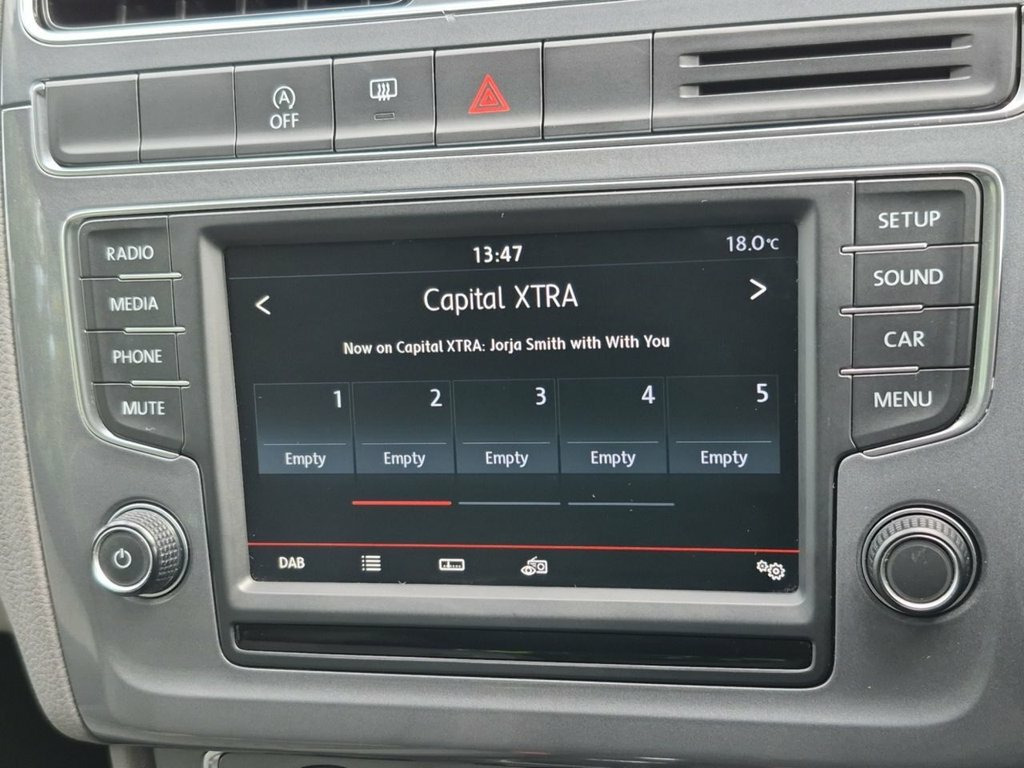 A
OFF
RADIO
MEDIA
PHONE
MUTE
13:47
18.0°C
< Capital XTRA >
Now on Capital XTRA: Jorja Smith with With You
1 2 3 4 5
Empty Empty Empty Empty Empty
DAB
SETUP
SOUND
CAR
MENU